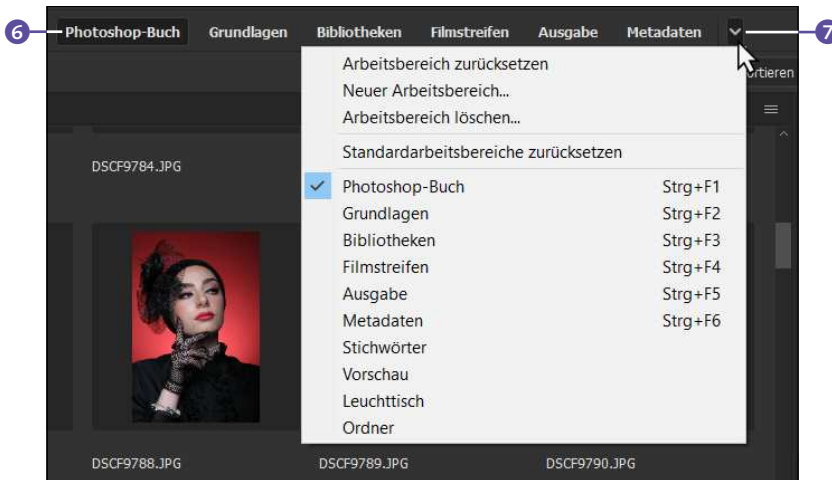 6 Photoshop-Buch Grundlagen Bibliotheken Filmstreifen Ausgabe Metadaten 7
Arbeitsbereich zurücksetzen
Neuer Arbeitsbereich...
Arbeitsbereich löschen...
Standardarbeitsbereiche zurücksetzen
Photoshop-Buch Strg+F1
Grundlagen Strg+F2
Bibliotheken Strg+F3
Filmstreifen Strg+F4
Ausgabe Strg+F5
Metadaten Strg+F6
Stichwörter
Vorschau
Leuchttisch
Ordner
DSCF9784.JPG
DSCF9788.JPG DSCF9789.JPG DSCF9790.JPG